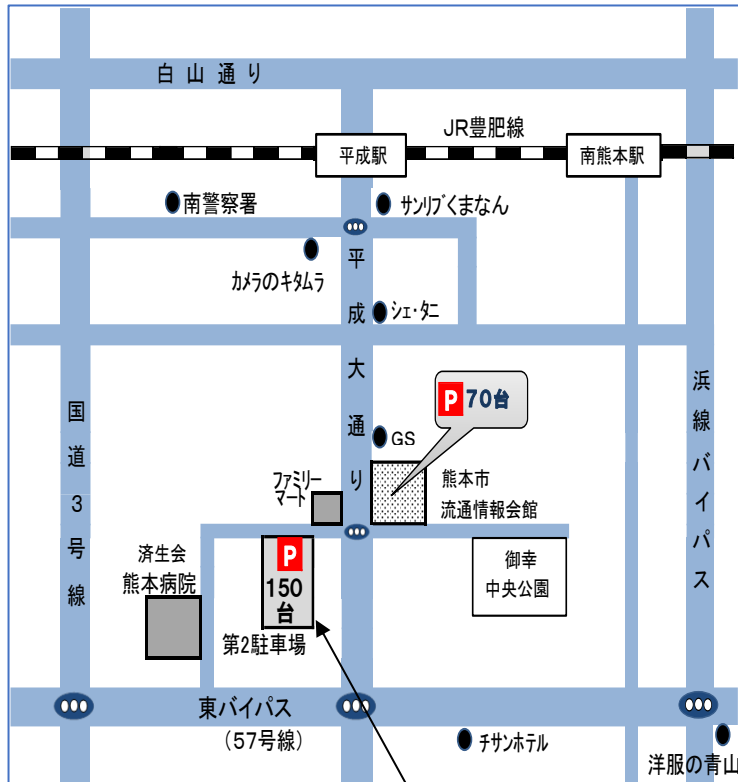 白山通り
JR豊肥線
平成駅
南熊本駅
南警察署
サンリブくまなん
カメラのキタムラ
平成大通り
シェ・タニ
P 70台
浜線バイパス
国道3号線
GS
ファミリー
マート
熊本市
流通情報会館
済生会
熊本病院
P
150
台
御幸
中央公園
第2駐車場
東バイパス
(57号線)
チサンホテル
洋服の青山